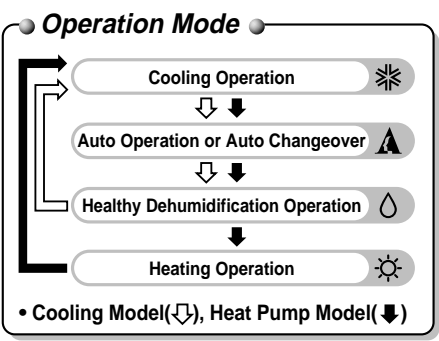 Operation Mode
Cooling Operation
Auto Operation or Auto Changeover
Healthy Dehumidification Operation
Heating Operation
• Cooling Model(⇩), Heat Pump Model(⬇)